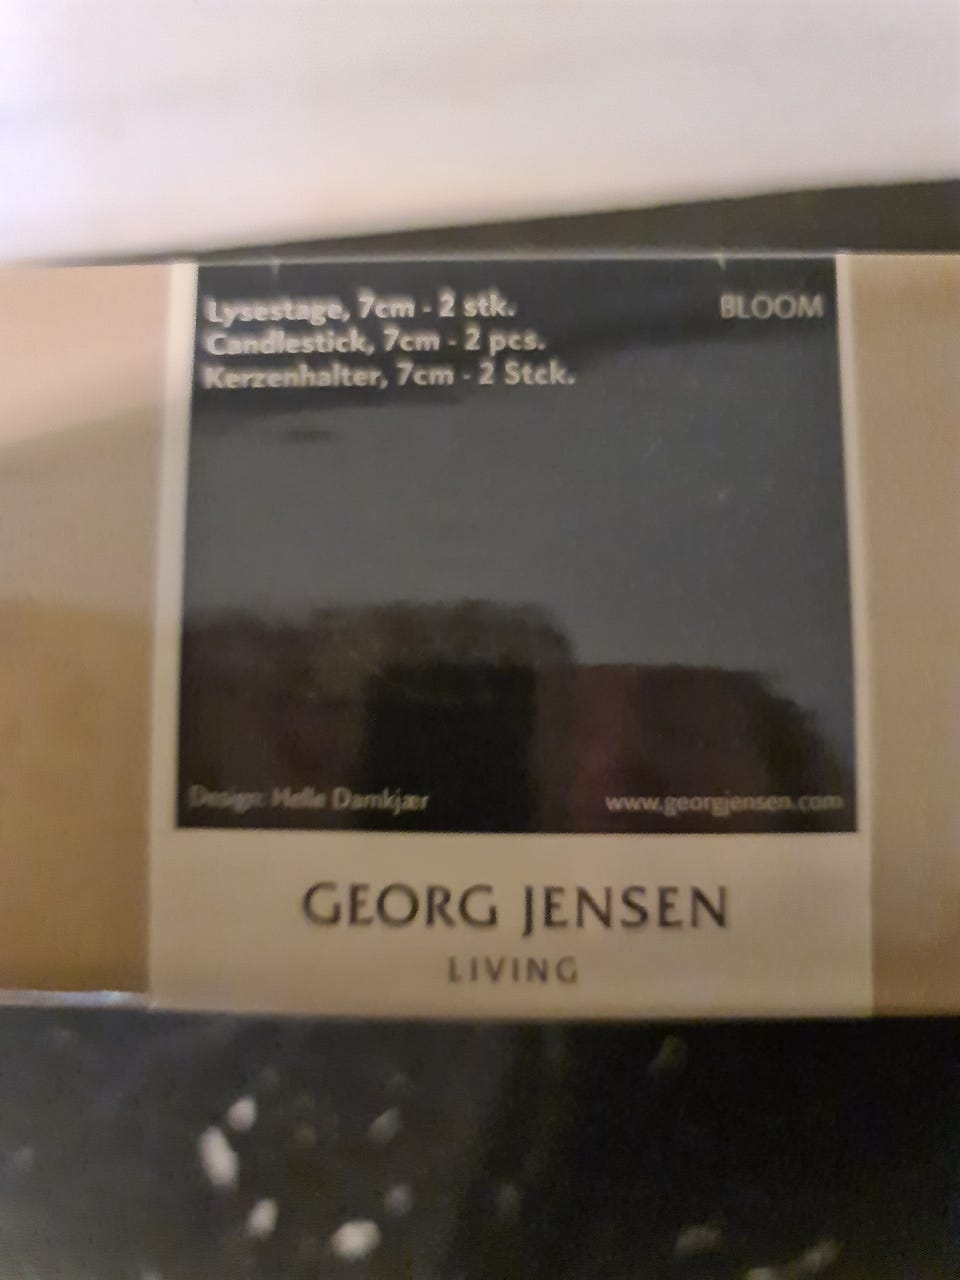 Lysestage, 7cm - 2 stk.
BLOOM
Candlestick, 7cm - 2 pcs.
Kerzenhalter, 7cm - 2 Stck.
Design: Helle Damkjær
www.georgjensen.com
GEORG JENSEN
LIVING